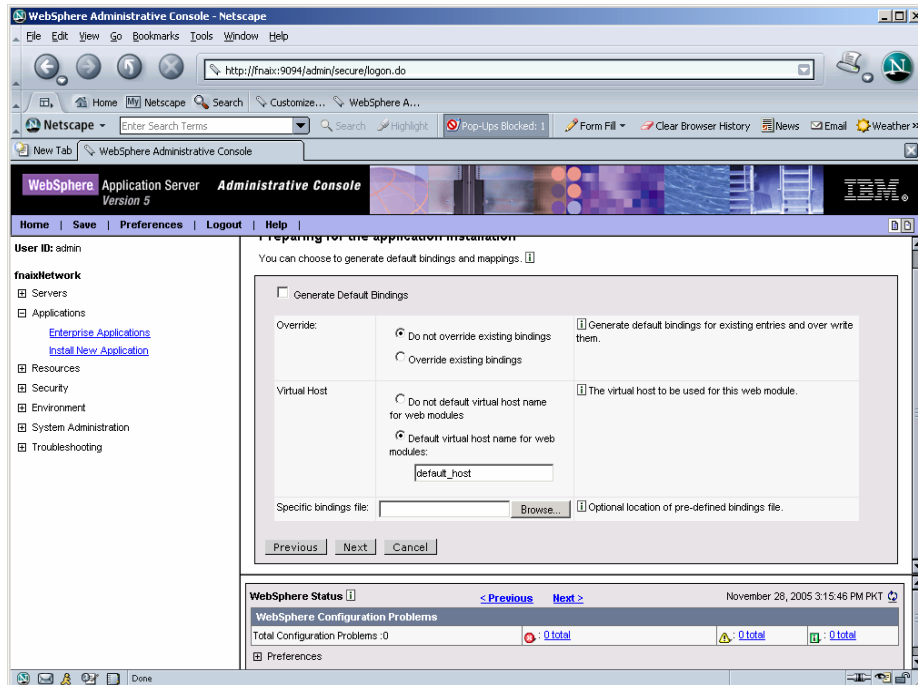 WebSphere Administrative Console - Netscape
File Edit View Go Bookmarks Tools Window Help
http://fnaix:9094/admin/secure/logon.do
Home My Netscape Search Customize... WebSphere A...
Netscape Enter Search Terms Search Highlight Pop-Ups Blocked: 1 Form Fill Clear Browser History News Email Weather
New Tab WebSphere Administrative Console
WebSphere Application Server Administrative Console
Version 5
IBM.
Home | Save | Preferences | Logout | Help |
User ID: admin
fnaixNetwork
Servers
Applications
Enterprise Applications
Install New Application
Resources
Security
Environment
System Administration
Troubleshooting
Preparing for the application installation
You can choose to generate default bindings and mappings.
Generate Default Bindings
Override:
Do not override existing bindings
Override existing bindings
Generate default bindings for existing entries and over write
them.
Virtual Host
Do not default virtual host name
for web modules
Default virtual host name for web
modules:
default_host
The virtual host to be used for this web module.
Specific bindings file: Browse... Optional location of pre-defined bindings file.
Previous Next Cancel
WebSphere Status < Previous Next > November 28, 2005 3:15:46 PM PKT
WebSphere Configuration Problems
Total Configuration Problems :0 : 0 total : 0 total : 0 total
Preferences
Done